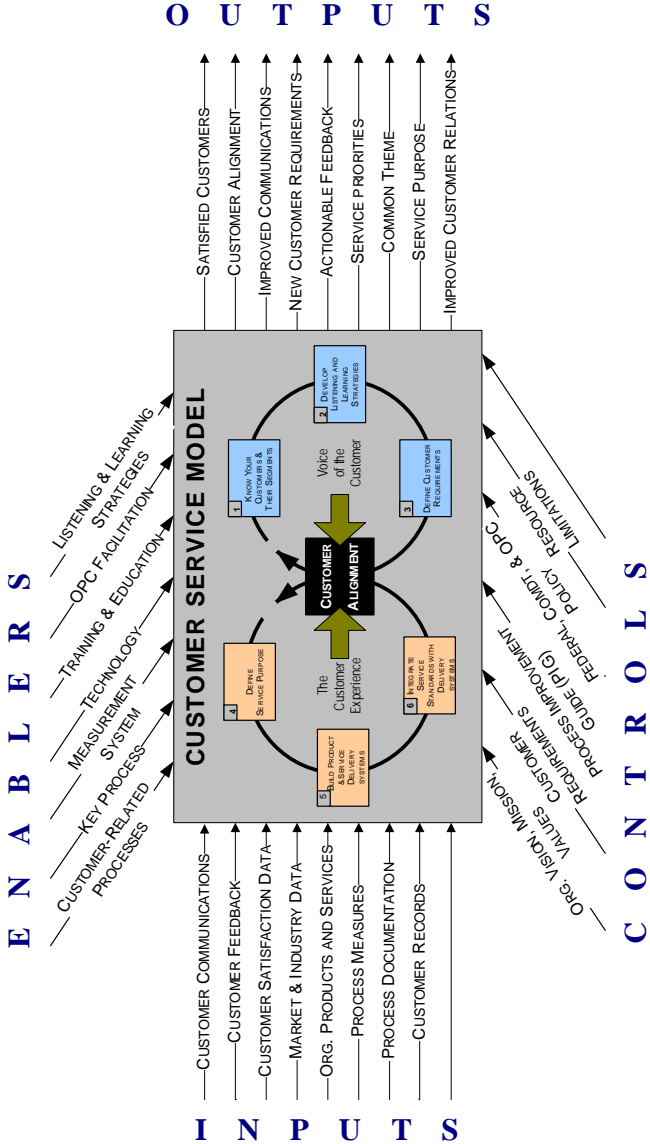 ENABLERS
CUSTOMER-RELATED
PROCESSES
KEY PROCESS
MEASUREMENT
SYSTEM
TECHNOLOGY
TRAINING & EDUCATION
OPC FACILITATION
LISTENING & LEARNING
STRATEGIES
INPUTS
CUSTOMER COMMUNICATIONS
CUSTOMER FEEDBACK
CUSTOMER SATISFACTION DATA
MARKET & INDUSTRY DATA
ORG. PRODUCTS AND SERVICES
PROCESS MEASURES
PROCESS DOCUMENTATION
CUSTOMER RECORDS
CUSTOMER SERVICE MODEL
4
DEFINE
SERVICE PURPOSE
5
BUILD PRODUCT
& SERVICE
DELIVERY
SYSTEMS
6
INTEGRATE
SERVICE
STANDARDS WITH
DELIVERY
SYSTEMS
The
Customer
Experience
CUSTOMER
ALIGNMENT
Voice
of the
Customer
1
KNOW YOUR
CUSTOMERS &
THEIR SEGMENTS
2
DEVELOP
LISTENING AND
LEARNING
STRATEGIES
3
DEFINE CUSTOMER
REQUIREMENTS
SATISFIED CUSTOMERS
CUSTOMER ALIGNMENT
IMPROVED COMMUNICATIONS
NEW CUSTOMER REQUIREMENTS
ACTIONABLE FEEDBACK
SERVICE PRIORITIES
COMMON THEME
SERVICE PURPOSE
IMPROVED CUSTOMER RELATIONS
OUTPUTS
ORG. VISION, MISSION,
VALUES
CUSTOMER
REQUIREMENTS
PROCESS IMPROVEMENT
GUIDE (PIG)
FEDERAL, COMDT, & OPC
POLICY
RESOURCE
LIMITATIONS
CONTROLS